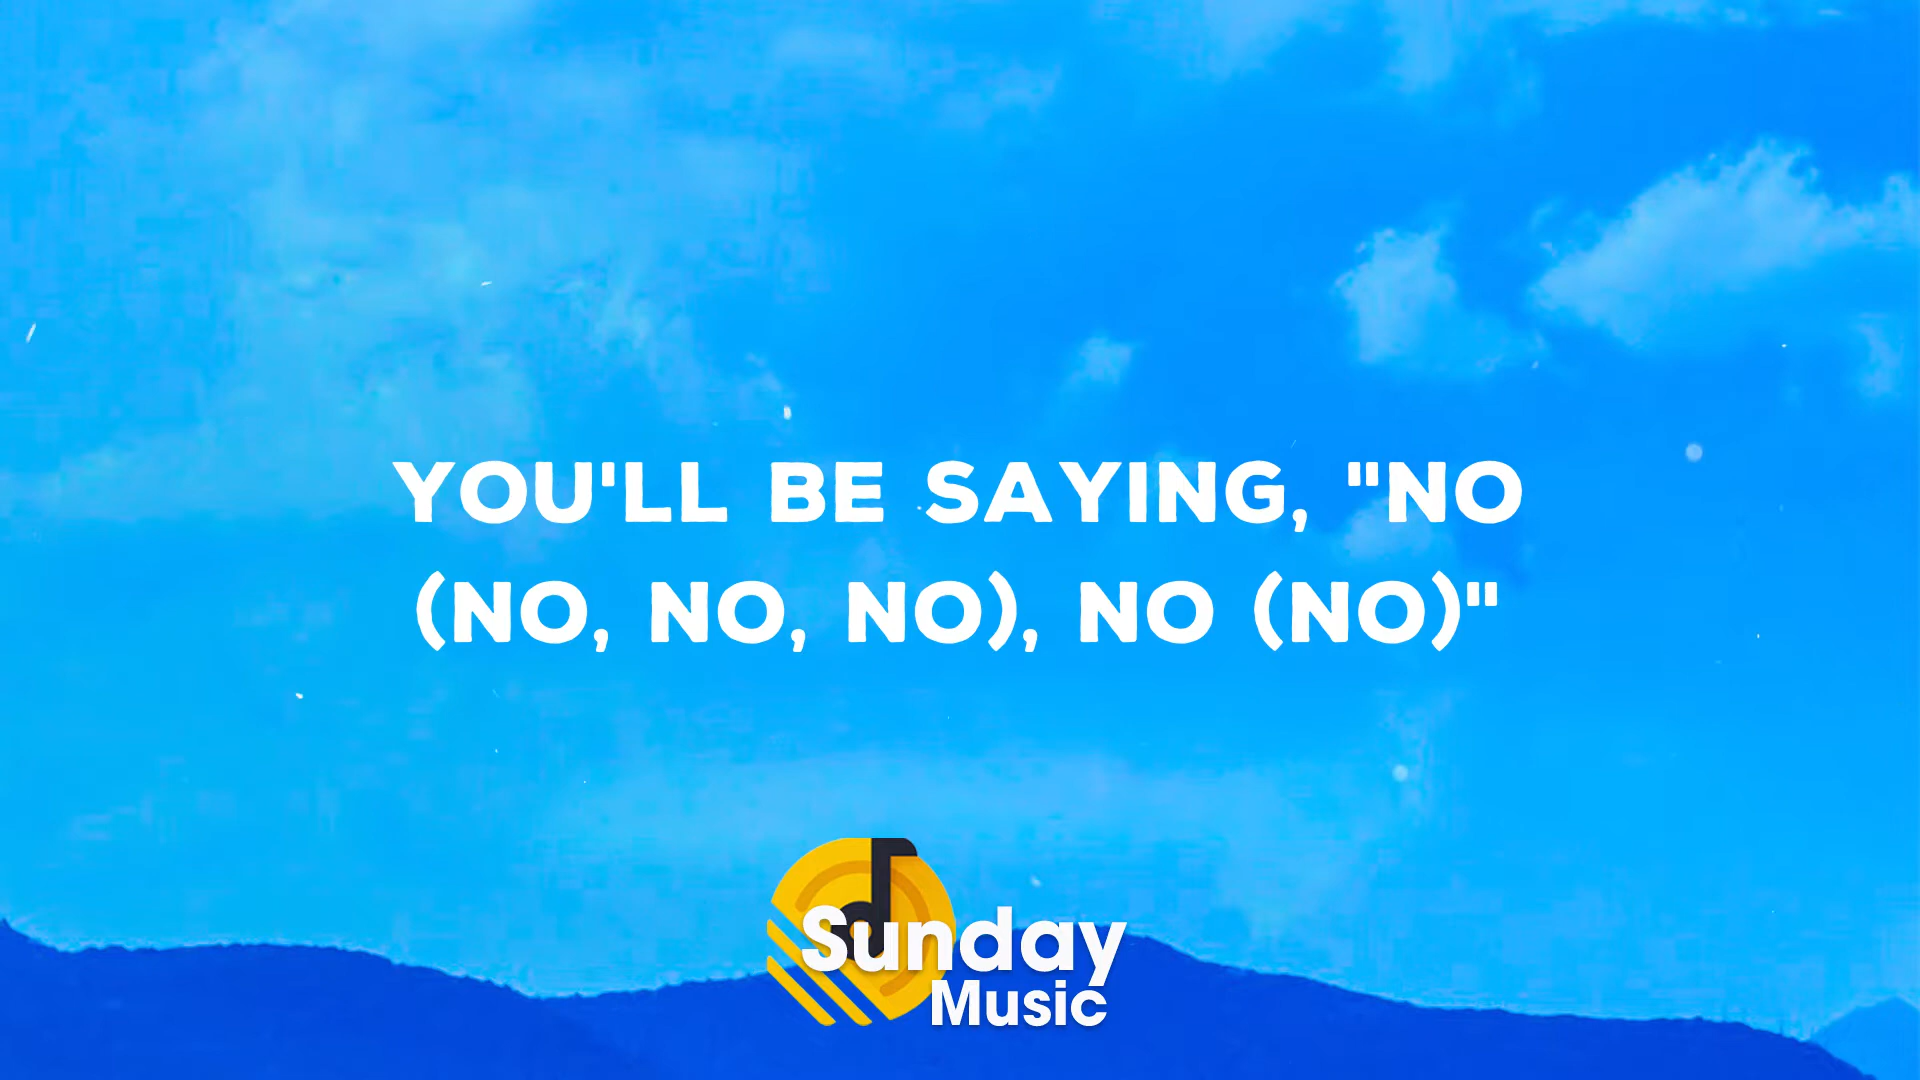 YOU'LL BE SAYING, "NO
(NO, NO, NO), NO (NO)"
Sunday
Music